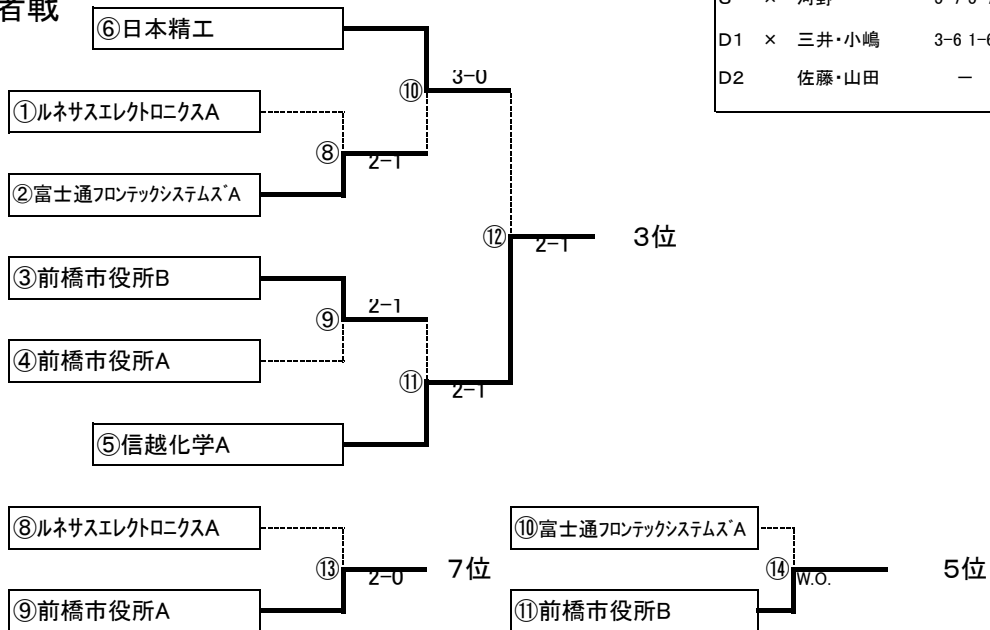 者戦
⑥日本精工
D1 × 三井・小嶋 3-6 1-6
D2 佐藤・山田 －
3-0
⑩
①ルネサスエレクトロニクスA
⑧
2-1
②富士通フロンテックシステムズA
⑫
2-1
3位
③前橋市役所B
2-1
⑨
④前橋市役所A
⑪
2-1
⑤信越化学A
⑧ルネサスエレクトロニクスA
⑬
2-0
7位
⑨前橋市役所A
⑩富士通フロンテックシステムズA
⑭
W.O.
5位
⑪前橋市役所B